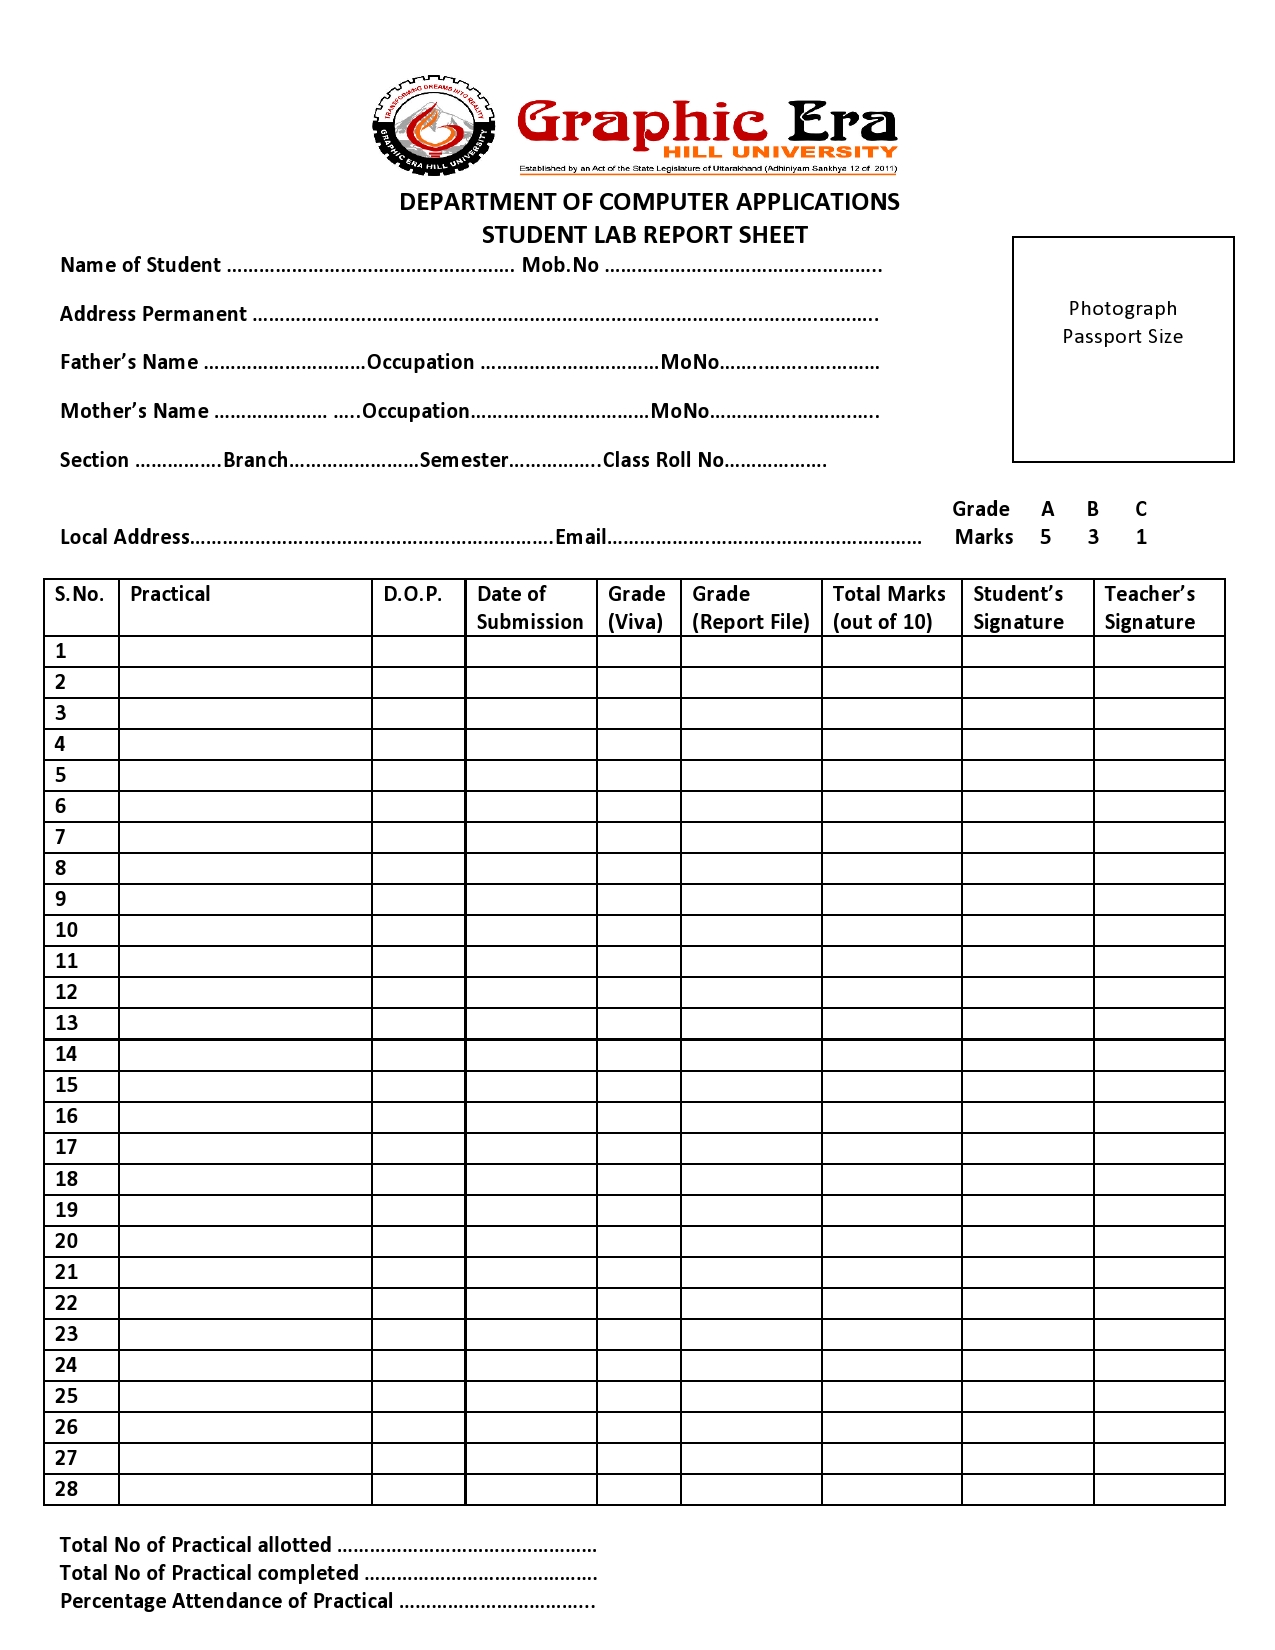 TRANSFORMING DREAMS INTO REALITY
GRAPHIC ERA HILL UNIVERSITY
Graphic Era
HILL UNIVERSITY
Established by an Act of the State Legislature of Uttarakhand (Adhiniyam Sankhya 12 of 2011)
DEPARTMENT OF COMPUTER APPLICATIONS
STUDENT LAB REPORT SHEET
Name of Student ………………………………………..……. Mob.No ……………………………….…………..
Address Permanent ……………………………………………………………………………….………….………..
Father’s Name …………………………Occupation ……………………………MoNo……..……..….………
Mother’s Name ………………… …..Occupation……………………………MoNo…………….……….…..
Section …………….Branch……………………Semester……………..Class Roll No……………….
Photograph
Passport Size
Grade A B C
Local Address………………………………………………………….Email……………….………………………………… Marks 5 3 1
S.No. Practical D.O.P. Date of Submission Grade (Viva) Grade (Report File) Total Marks (out of 10) Student’s Signature Teacher’s Signature
1
2
3
4
5
6
7
8
9
10
11
12
13
14
15
16
17
18
19
20
21
22
23
24
25
26
27
28
Total No of Practical allotted …………………………………………
Total No of Practical completed …………………………………….
Percentage Attendance of Practical ……………………………...